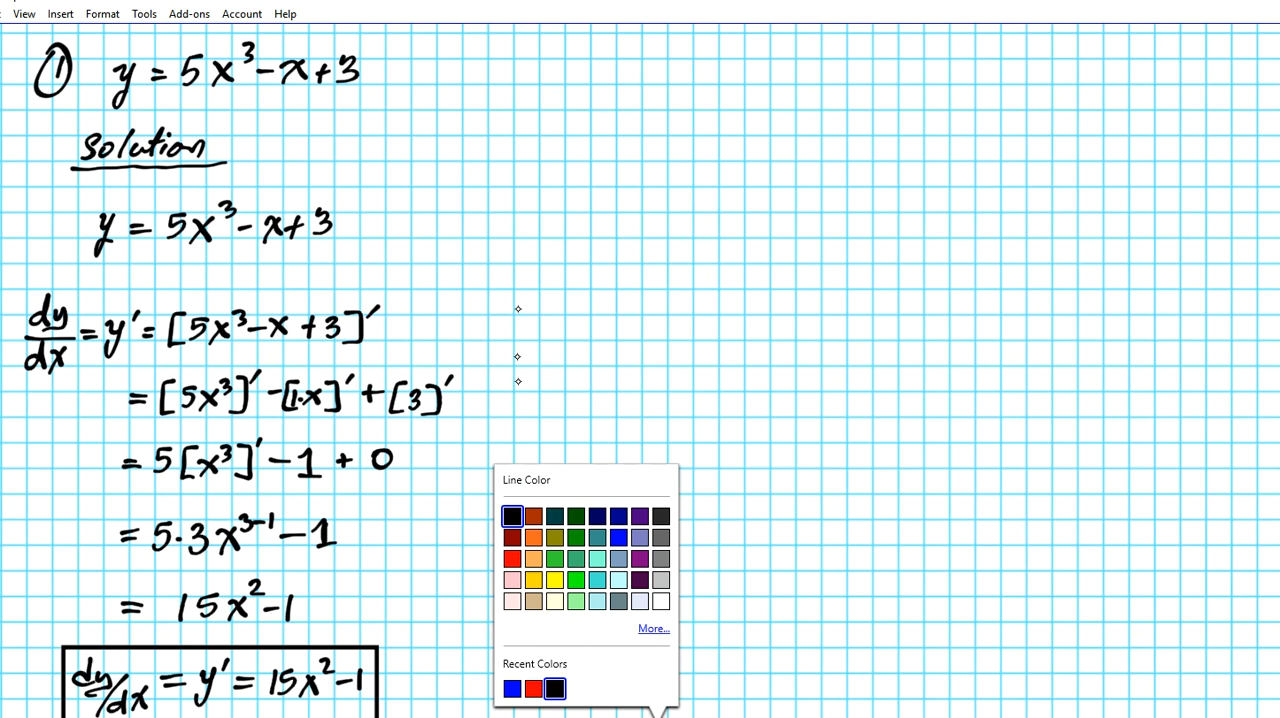 View Insert Format Tools Add-ons Account Help
① y = 5x³-x+3
Solution
y = 5x³-x+3
dy/dx = y' = [5x³-x+3]'
= [5x³]' -[1·x]' + [3]'
= 5[x³]' - 1 + 0
= 5·3x³⁻¹ - 1
= 15x²-1
dy/dx = y' = 15x²-1
Line Color
More...
Recent Colors